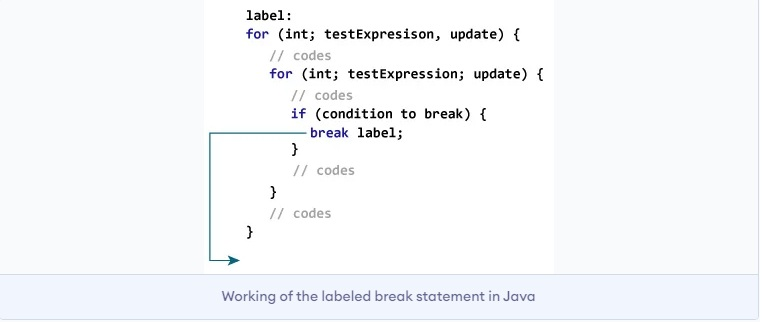 label:
for (int; testExpresison, update) {
// codes
for (int; testExpression; update) {
// codes
if (condition to break) {
break label;
}
// codes
}
// codes
}
Working of the labeled break statement in Java